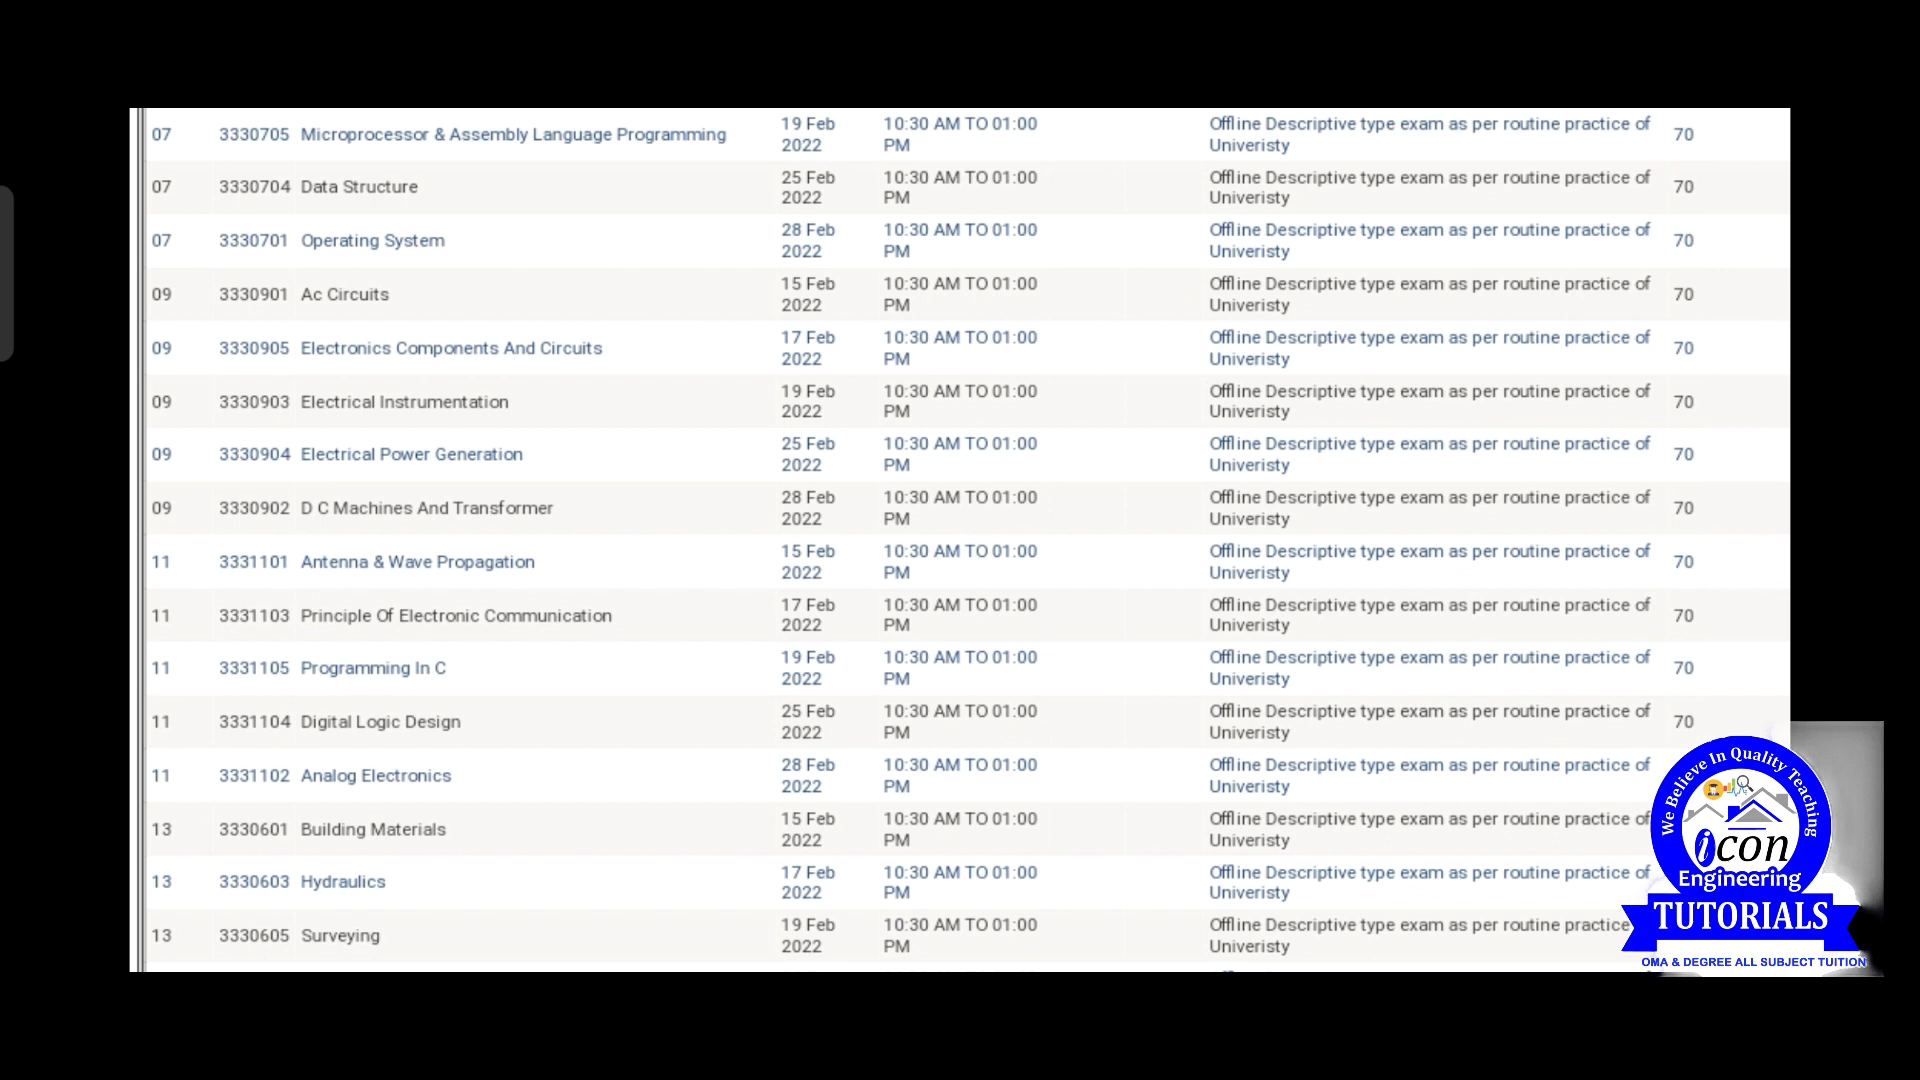 07 3330705 Microprocessor & Assembly Language Programming 19 Feb 2022 10:30 AM TO 01:00 PM Offline Descriptive type exam as per routine practice of Univeristy 70
07 3330704 Data Structure 25 Feb 2022 10:30 AM TO 01:00 PM Offline Descriptive type exam as per routine practice of Univeristy 70
07 3330701 Operating System 28 Feb 2022 10:30 AM TO 01:00 PM Offline Descriptive type exam as per routine practice of Univeristy 70
09 3330901 Ac Circuits 15 Feb 2022 10:30 AM TO 01:00 PM Offline Descriptive type exam as per routine practice of Univeristy 70
09 3330905 Electronics Components And Circuits 17 Feb 2022 10:30 AM TO 01:00 PM Offline Descriptive type exam as per routine practice of Univeristy 70
09 3330903 Electrical Instrumentation 19 Feb 2022 10:30 AM TO 01:00 PM Offline Descriptive type exam as per routine practice of Univeristy 70
09 3330904 Electrical Power Generation 25 Feb 2022 10:30 AM TO 01:00 PM Offline Descriptive type exam as per routine practice of Univeristy 70
09 3330902 D C Machines And Transformer 28 Feb 2022 10:30 AM TO 01:00 PM Offline Descriptive type exam as per routine practice of Univeristy 70
11 3331101 Antenna & Wave Propagation 15 Feb 2022 10:30 AM TO 01:00 PM Offline Descriptive type exam as per routine practice of Univeristy 70
11 3331103 Principle Of Electronic Communication 17 Feb 2022 10:30 AM TO 01:00 PM Offline Descriptive type exam as per routine practice of Univeristy 70
11 3331105 Programming In C 19 Feb 2022 10:30 AM TO 01:00 PM Offline Descriptive type exam as per routine practice of Univeristy 70
11 3331104 Digital Logic Design 25 Feb 2022 10:30 AM TO 01:00 PM Offline Descriptive type exam as per routine practice of Univeristy 70
11 3331102 Analog Electronics 28 Feb 2022 10:30 AM TO 01:00 PM Offline Descriptive type exam as per routine practice of Univeristy
13 3330601 Building Materials 15 Feb 2022 10:30 AM TO 01:00 PM Offline Descriptive type exam as per routine practice of Univeristy
13 3330603 Hydraulics 17 Feb 2022 10:30 AM TO 01:00 PM Offline Descriptive type exam as per routine practice of Univeristy
13 3330605 Surveying 19 Feb 2022 10:30 AM TO 01:00 PM Offline Descriptive type exam as per routine practice Univeristy
We Believe In Quality Teaching
icon
Engineering
TUTORIALS
OMA & DEGREE ALL SUBJECT TUITION